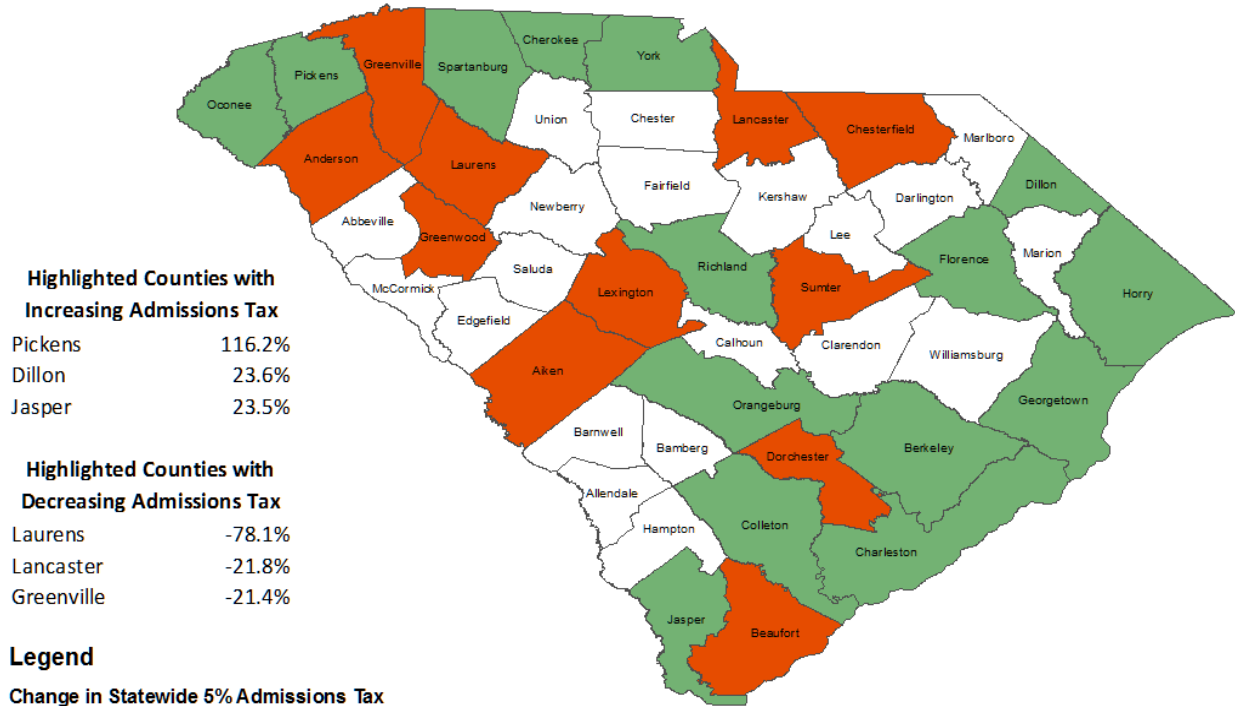 Cherokee
York
Greenville
Spartanburg
Pickens
Oconee
Union
Chester
Lancaster
Chesterfield
Marlboro
Anderson
Laurens
Fairfield
Kershaw
Darlington
Dillon
Abbeville
Newberry
Greenwood
Lee
Marion
Florence
Saluda
Richland
Horry
McCormick
Lexington
Sumter
Edgefield
Calhoun
Clarendon
Williamsburg
Aiken
Georgetown
Orangeburg
Barnwell
Bamberg
Berkeley
Dorchester
Allendale
Hampton
Colleton
Charleston
Jasper
Beaufort
Highlighted Counties with
Increasing Admissions Tax
Pickens 116.2%
Dillon 23.6%
Jasper 23.5%
Highlighted Counties with
Decreasing Admissions Tax
Laurens -78.1%
Lancaster -21.8%
Greenville -21.4%
Legend
Change in Statewide 5% Admissions Tax